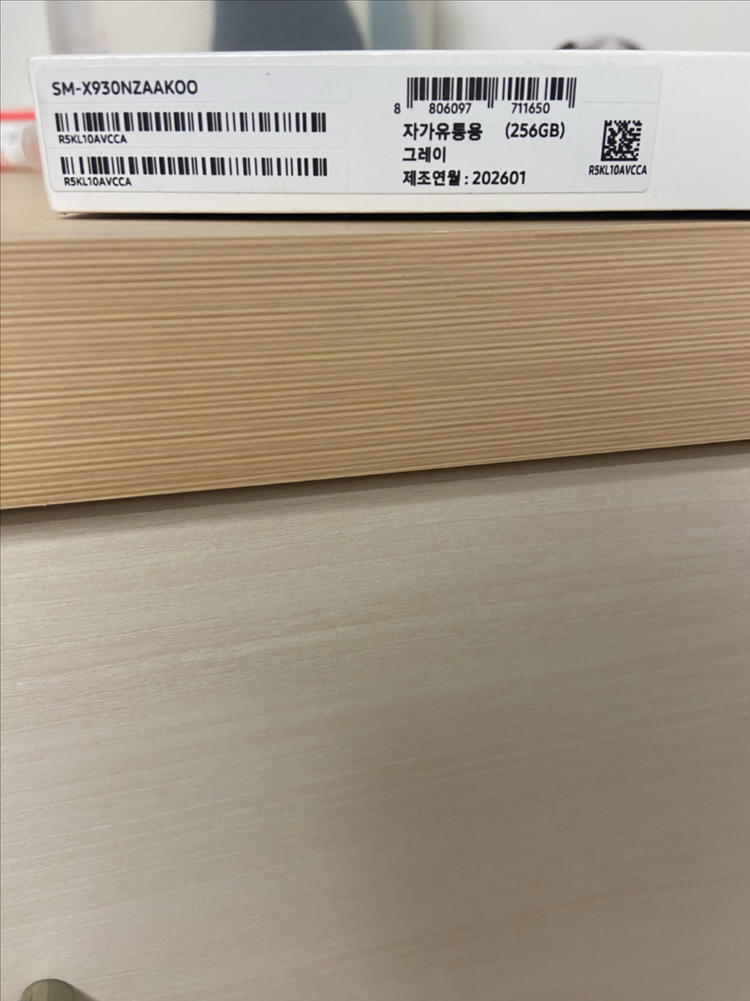 SM-X930NZAAKOO
R5KL10AVCCA
R5KL10AVCCA
8 806097 711650
자가유통용 (256GB)
그레이
제조연월 : 202601
R5KL10AVCCA